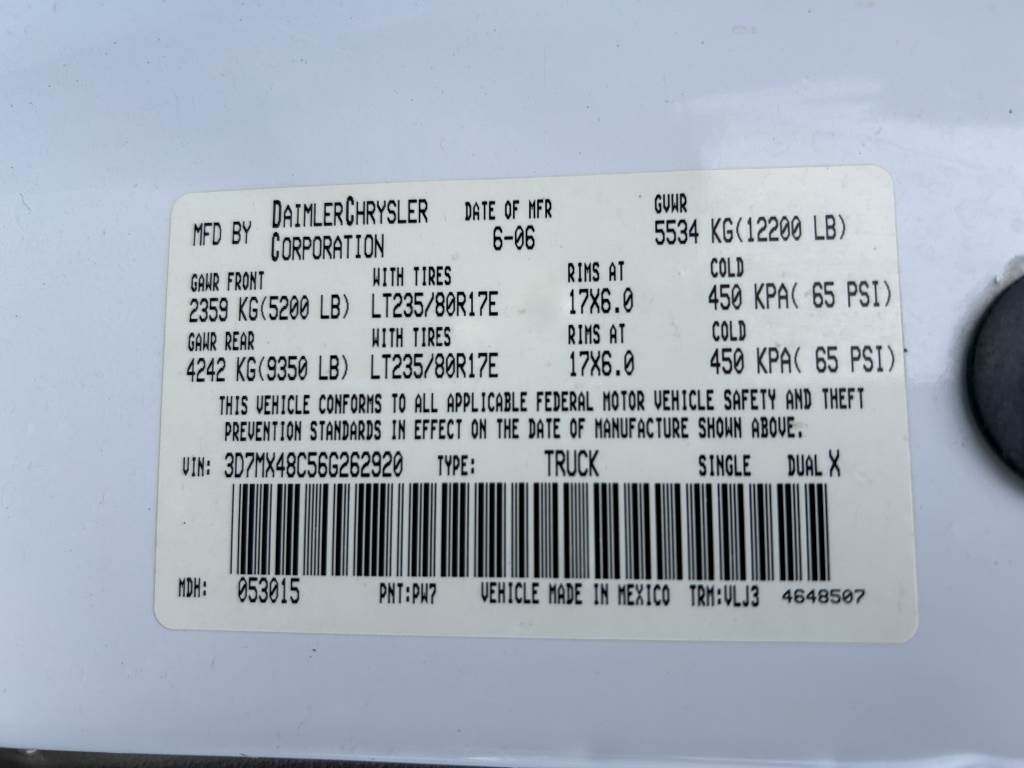 MFD BY DAIMLERCHRYSLER CORPORATION DATE OF MFR 6-06 GVWR 5534 KG(12200 LB)
GAWR FRONT WITH TIRES RIMS AT COLD
2359 KG(5200 LB) LT235/80R17E 17X6.0 450 KPA( 65 PSI)
GAWR REAR WITH TIRES RIMS AT COLD
4242 KG(9350 LB) LT235/80R17E 17X6.0 450 KPA( 65 PSI)
THIS VEHICLE CONFORMS TO ALL APPLICABLE FEDERAL MOTOR VEHICLE SAFETY AND THEFT
PREVENTION STANDARDS IN EFFECT ON THE DATE OF MANUFACTURE SHOWN ABOVE.
VIN: 3D7MX48C56G262920 TYPE: TRUCK SINGLE DUAL X
MDH: 053015 PNT:PW7 VEHICLE MADE IN MEXICO TRM:VLJ3 4648507